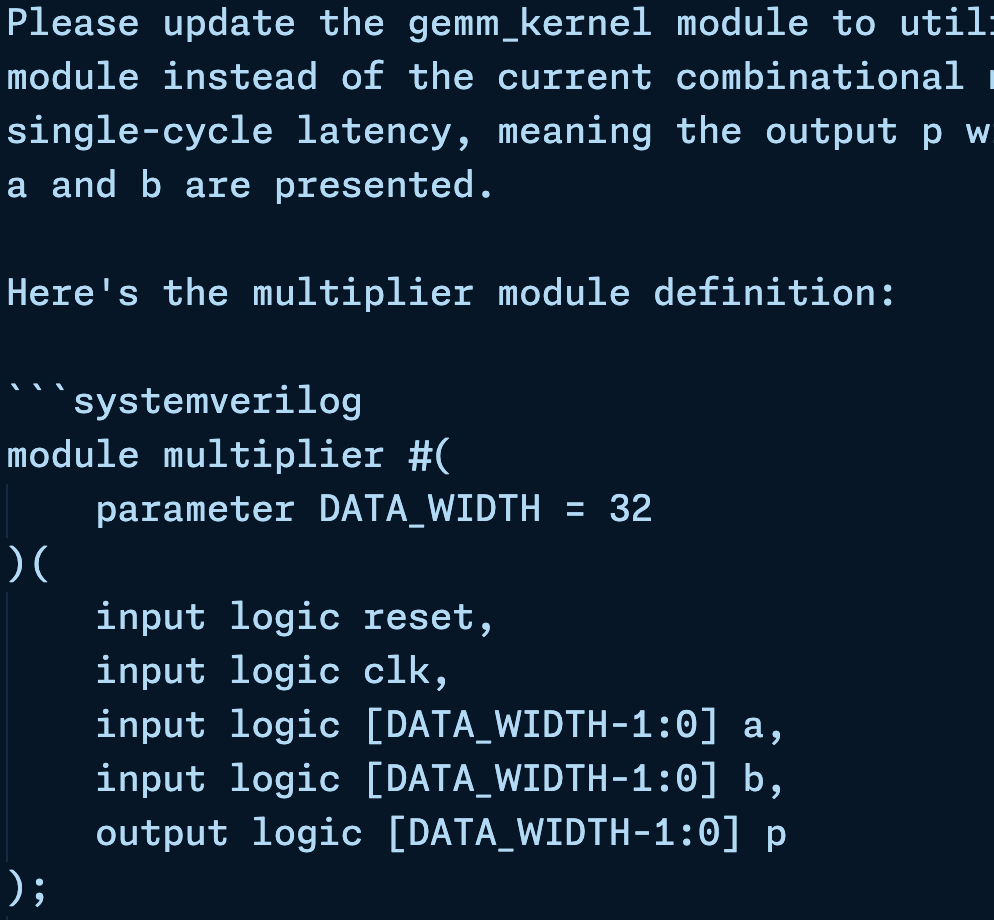 Please update the gemm_kernel module to
module instead of the current combinational
single-cycle latency, meaning the output p
a and b are presented.
Here's the multiplier module definition:
```systemverilog
module multiplier #(
    parameter DATA_WIDTH = 32
)(
    input logic reset,
    input logic clk,
    input logic [DATA_WIDTH-1:0] a,
    input logic [DATA_WIDTH-1:0] b,
    output logic [DATA_WIDTH-1:0] p
);